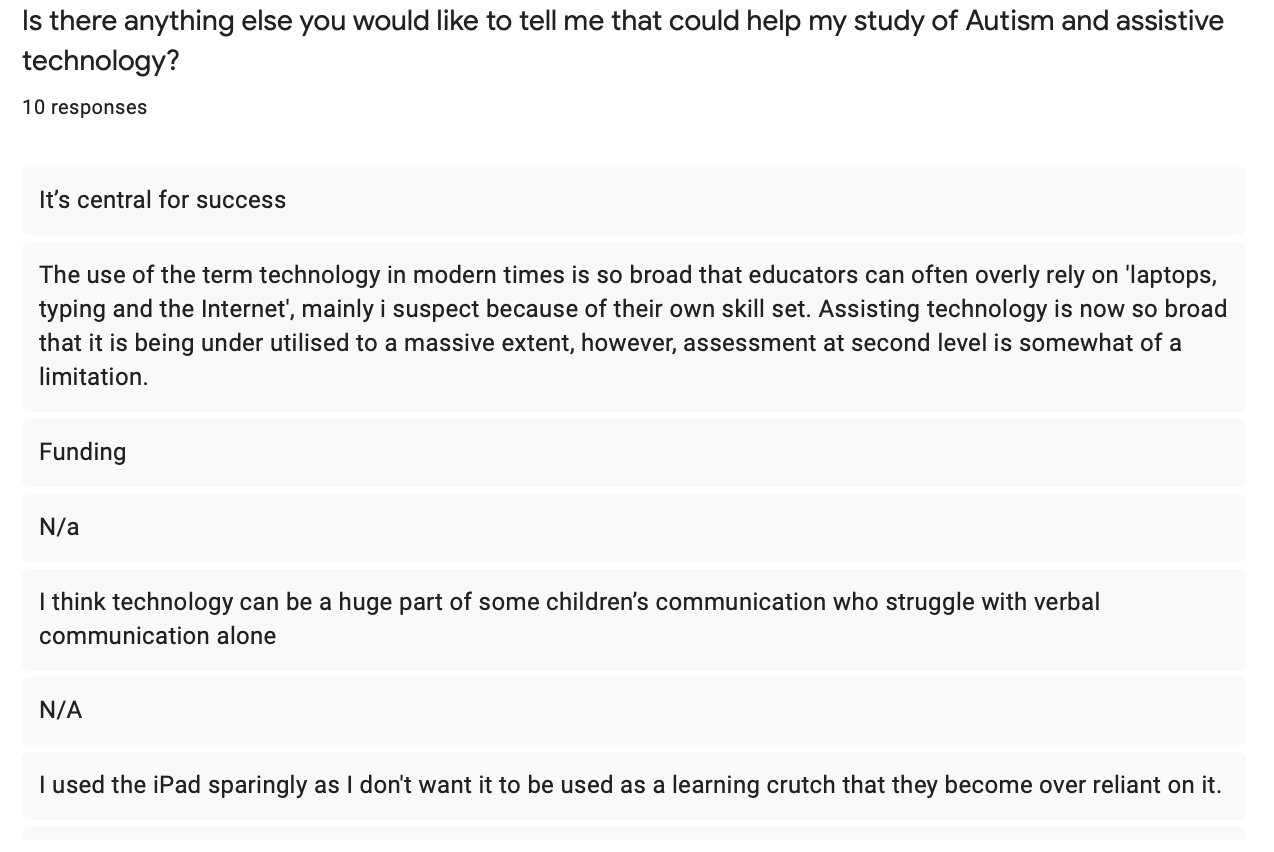 Is there anything else you would like to tell me that could help my study of Autism and assistive
technology?
10 responses
It’s central for success
The use of the term technology in modern times is so broad that educators can often overly rely on 'laptops,
typing and the Internet', mainly i suspect because of their own skill set. Assisting technology is now so broad
that it is being under utilised to a massive extent, however, assessment at second level is somewhat of a
limitation.
Funding
N/a
I think technology can be a huge part of some children’s communication who struggle with verbal
communication alone
N/A
I used the iPad sparingly as I don't want it to be used as a learning crutch that they become over reliant on it.